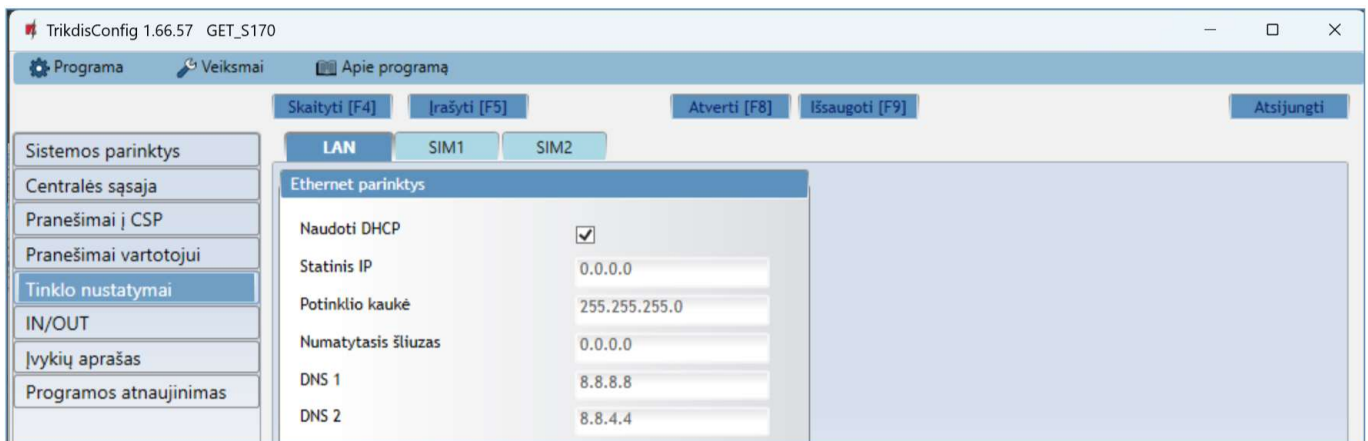 TrikdisConfig 1.66.57 GET_S170
Programa Veiksmai Apie programą
Skaityti [F4] Įrašyti [F5] Atverti [F8] Išsaugoti [F9] Atsijungti
LAN SIM1 SIM2
Sistemos parinktys
Centralės sąsaja
Pranešimai į CSP
Pranešimai vartotojui
Tinklo nustatymai
IN/OUT
Įvykių aprašas
Programos atnaujinimas
Ethernet parinktys
Naudoti DHCP
Statinis IP 0.0.0.0
Potinklio kaukė 255.255.255.0
Numatytasis šliuzas 0.0.0.0
DNS 1 8.8.8.8
DNS 2 8.8.4.4